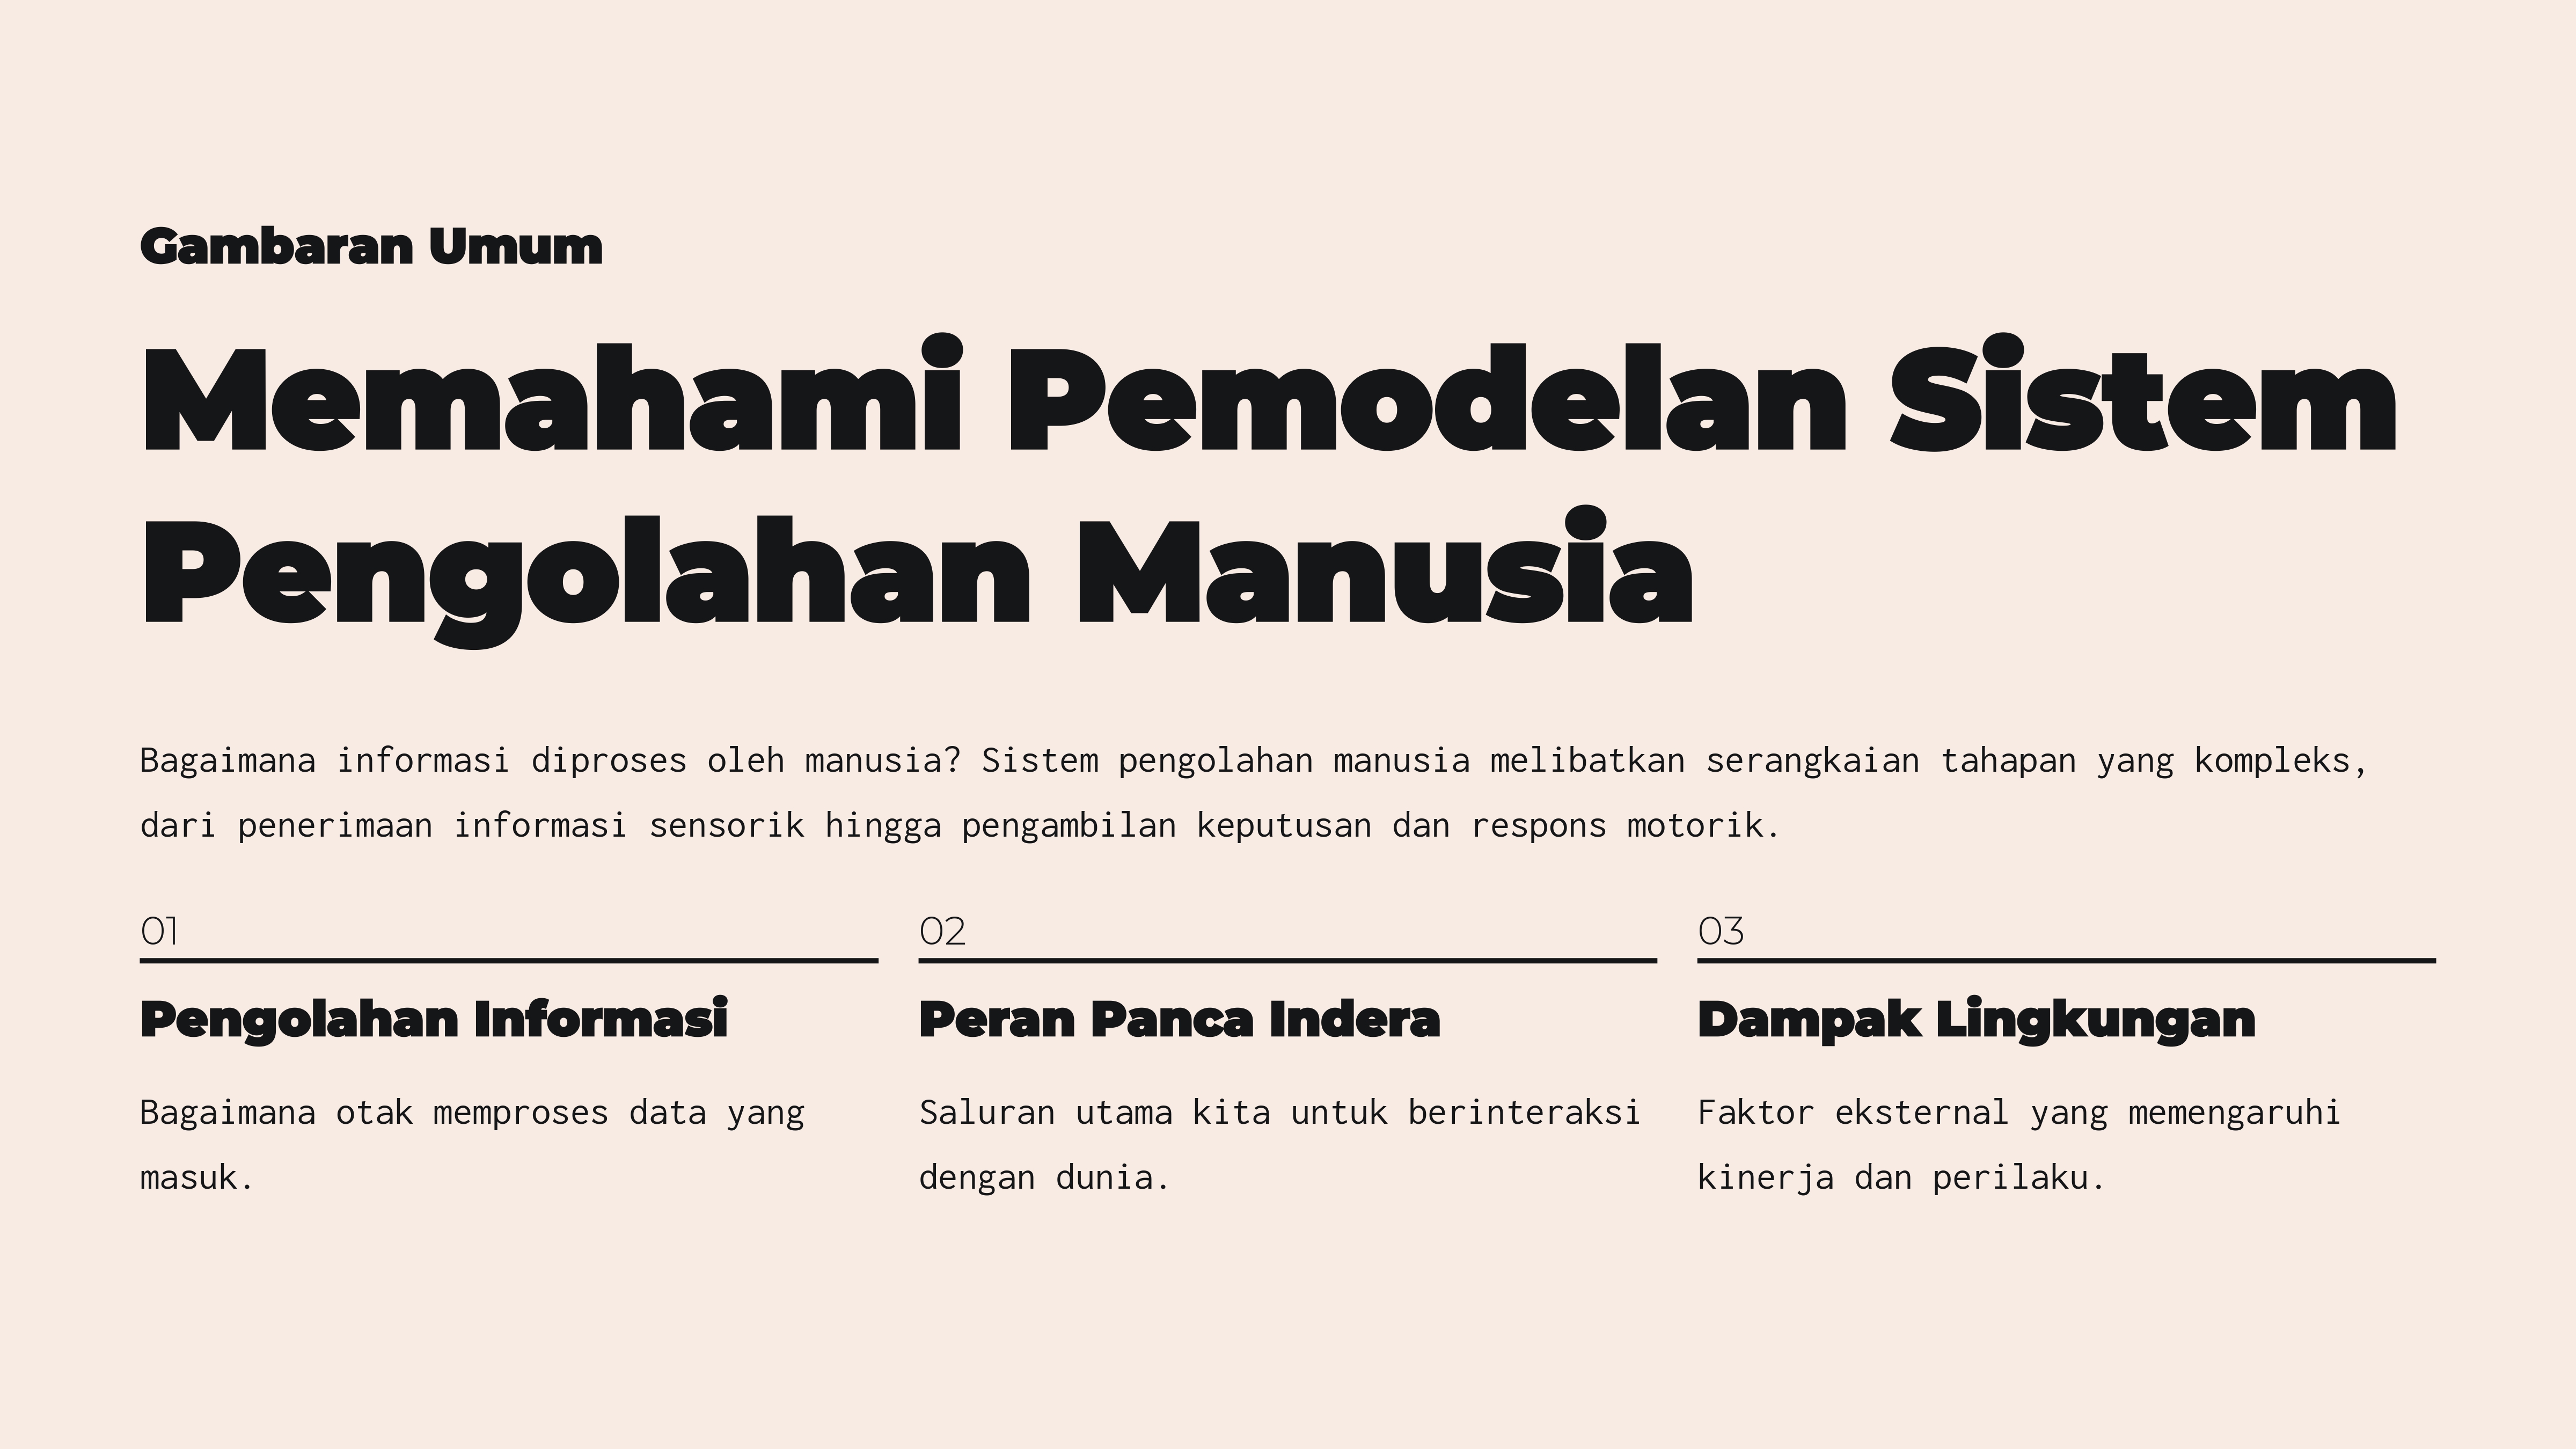 Gambaran Umum
Memahami Pemodelan Sistem
Pengolahan Manusia
Bagaimana informasi diproses oleh manusia? Sistem pengolahan manusia melibatkan serangkaian tahapan yang kompleks,
dari penerimaan informasi sensorik hingga pengambilan keputusan dan respons motorik.
01
Pengolahan Informasi
Bagaimana otak memproses data yang
masuk.
02
Peran Panca Indera
Saluran utama kita untuk berinteraksi
dengan dunia.
03
Dampak Lingkungan
Faktor eksternal yang memengaruhi
kinerja dan perilaku.